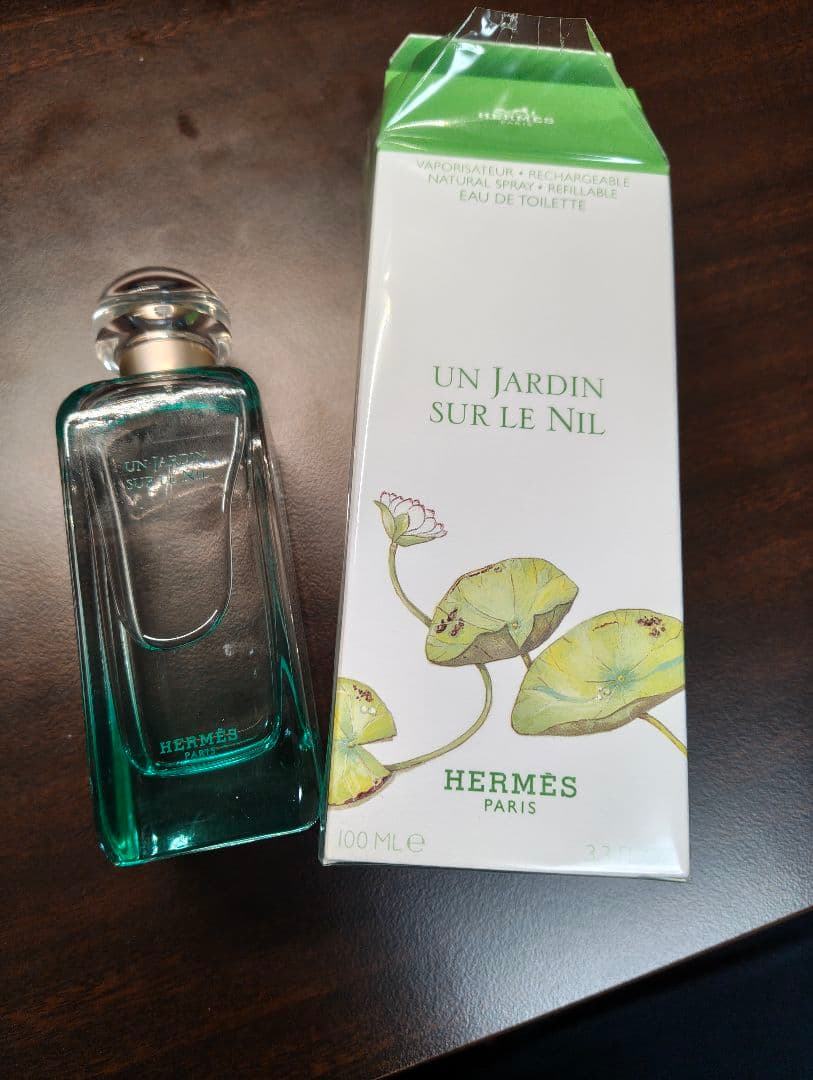 HERMÈS
PARIS
VAPORISATEUR • RECHARGEABLE
NATURAL SPRAY • REFILLABLE
EAU DE TOILETTE
UN JARDIN
SUR LE NIL
HERMÈS
PARIS
100 ML ℮
UN JARDIN
SUR LE NIL
HERMÈS
PARIS